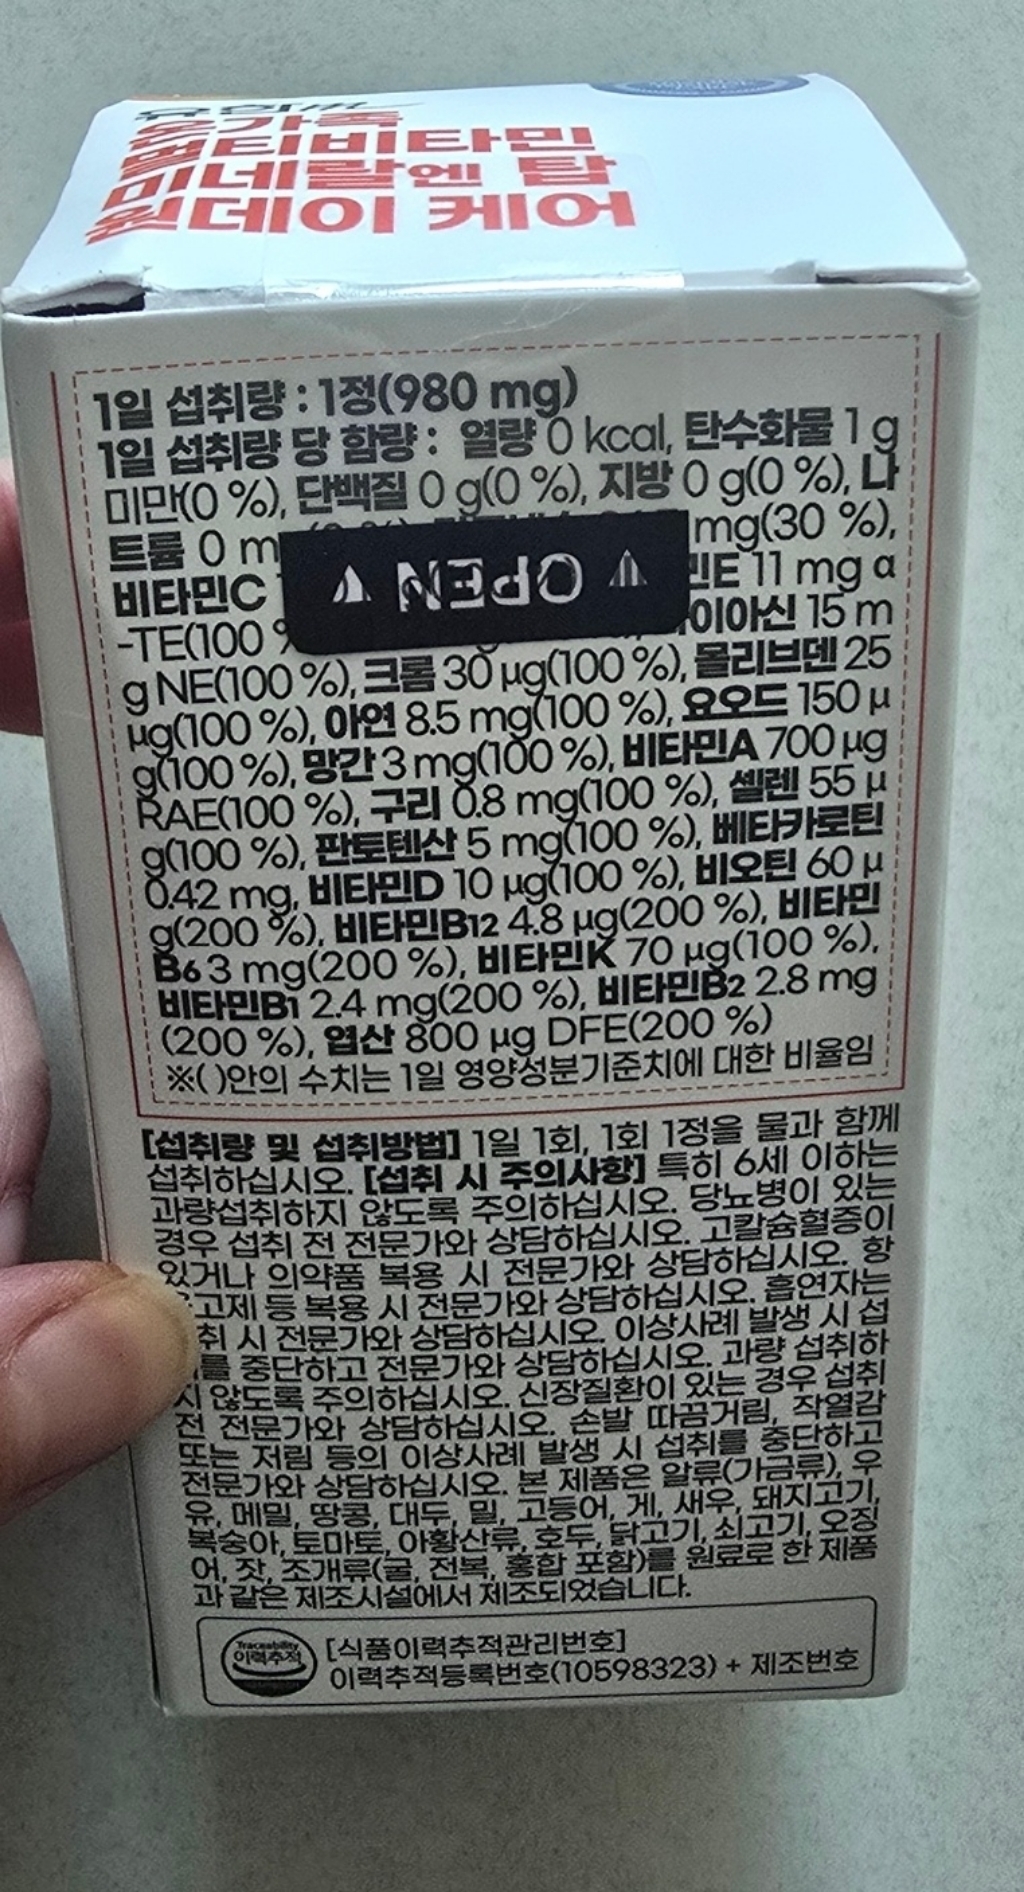 유한m
온가족
멀티비타민
미네랄엔 탑
원데이 케어
1일 섭취량 : 1정(980 mg)
1일 섭취량 당 함량 : 열량 0 kcal, 탄수화물 1 g
미만(0 %), 단백질 0 g(0 %), 지방 0 g(0 %), 나
트륨 0 m mg(30 %),
비타민C 민E 11 mg α
-TE(100 % 이아신 15 m
g NE(100 %), 크롬 30 µg(100 %), 몰리브덴 25
µg(100 %), 아연 8.5 mg(100 %), 요오드 150 µ
g(100 %), 망간 3 mg(100 %), 비타민A 700 µg
RAE(100 %), 구리 0.8 mg(100 %), 셀렌 55 µ
g(100 %), 판토텐산 5 mg(100 %), 베타카로틴
0.42 mg, 비타민D 10 µg(100 %), 비오틴 60 µ
g(200 %), 비타민B12 4.8 µg(200 %), 비타민
B6 3 mg(200 %), 비타민K 70 µg(100 %),
비타민B1 2.4 mg(200 %), 비타민B2 2.8 mg
(200 %), 엽산 800 µg DFE(200 %)
※( )안의 수치는 1일 영양성분기준치에 대한 비율임
OPEN
[섭취량 및 섭취방법] 1일 1회, 1회 1정을 물과 함께
섭취하십시오. [섭취 시 주의사항] 특히 6세 이하는
과량섭취하지 않도록 주의하십시오. 당뇨병이 있는
경우 섭취 전 전문가와 상담하십시오. 고칼슘혈증이
있거나 의약품 복용 시 전문가와 상담하십시오. 항
응고제 등 복용 시 전문가와 상담하십시오. 흡연자는
취 시 전문가와 상담하십시오. 이상사례 발생 시 섭
를 중단하고 전문가와 상담하십시오. 과량 섭취하
지 않도록 주의하십시오. 신장질환이 있는 경우 섭취
전 전문가와 상담하십시오. 손발 따끔거림, 작열감
또는 저림 등의 이상사례 발생 시 섭취를 중단하고
전문가와 상담하십시오. 본 제품은 알류(가금류), 우
유, 메밀, 땅콩, 대두, 밀, 고등어, 게, 새우, 돼지고기,
복숭아, 토마토, 아황산류, 호두, 닭고기, 쇠고기, 오징
어, 잣, 조개류(굴, 전복, 홍합 포함)를 원료로 한 제품
과 같은 제조시설에서 제조되었습니다.
Traceability
이력추적
[식품이력추적관리번호]
이력추적등록번호(10598323) + 제조번호